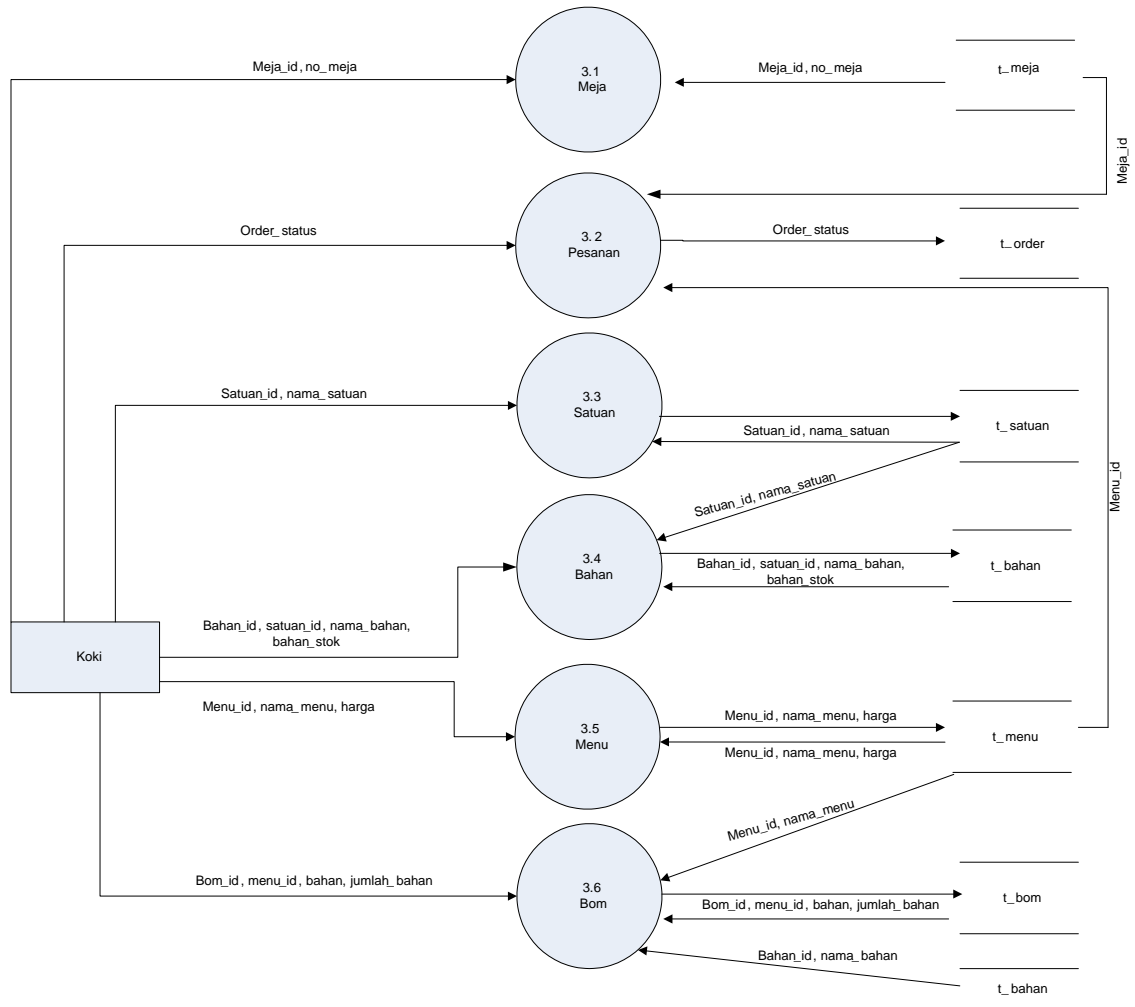 Meja_id, no_meja
3.1
Meja
Meja_id, no_meja
t_meja
Meja_id
Order_status
3.2
Pesanan
Order_status
t_order
Satuan_id, nama_satuan
3.3
Satuan
Satuan_id, nama_satuan
t_satuan
Menu_id
Satuan_id, nama_satuan
3.4
Bahan
Bahan_id, satuan_id, nama_bahan,
bahan_stok
t_bahan
Koki
Bahan_id, satuan_id, nama_bahan,
bahan_stok
Menu_id, nama_menu, harga
3.5
Menu
Menu_id, nama_menu, harga
Menu_id, nama_menu, harga
t_menu
Menu_id, nama_menu
Bom_id, menu_id, bahan, jumlah_bahan
3.6
Bom
Bom_id, menu_id, bahan, jumlah_bahan
t_bom
Bahan_id, nama_bahan
t_bahan